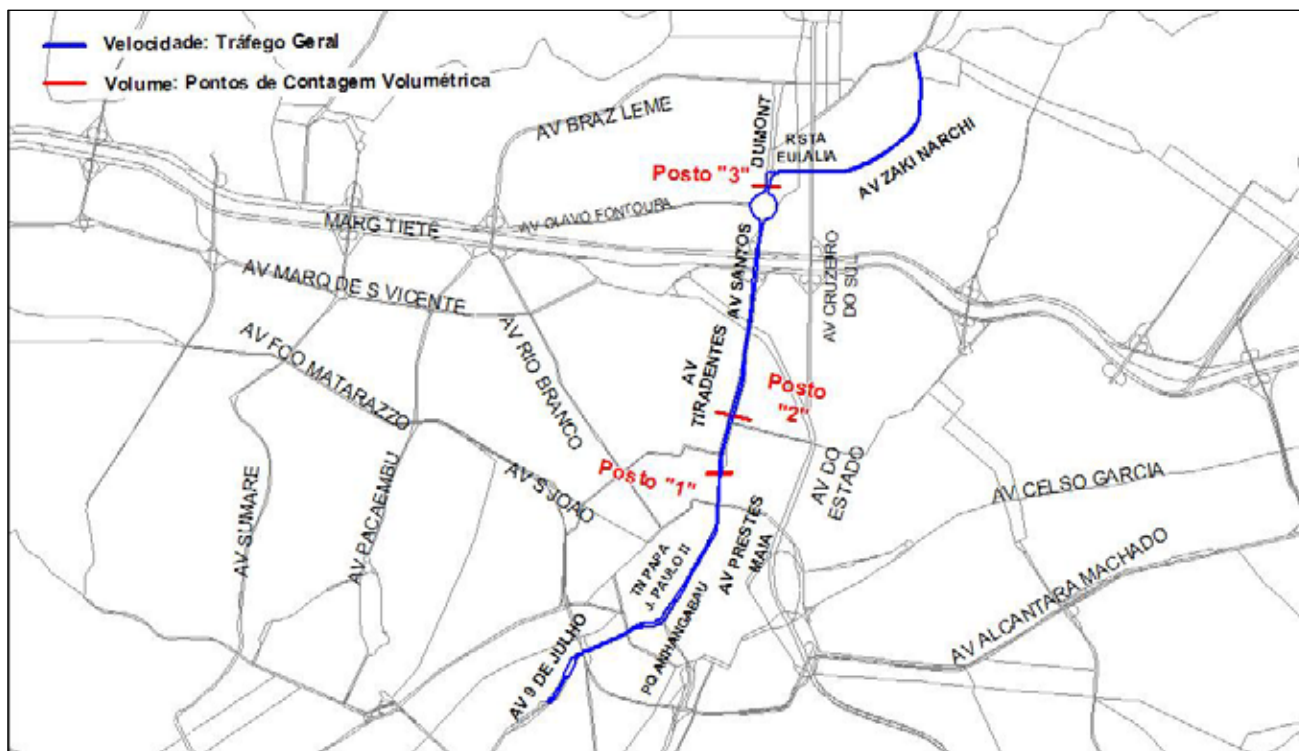 Velocidade: Tráfego Geral
Volume: Pontos de Contagem Volumétrica
AV BRAZ LEME
DUMONT
R STA
EULALIA
AV ZAKI NARCHI
Posto "3"
AV OLAVO FONTOURA
MARG TIETÊ
AV SANTOS
AV CRUZEIRO
DO SUL
AV MARQ DE S VICENTE
AV RIO BRANCO
AV FCO MATARAZZO
AV
TIRADENTES
Posto
"2"
Posto "1"
AV S JOAO
AV SUMARE
AV PACAEMBU
AV DO
ESTADO
AV CELSO GARCIA
AV PRESTES
MAIA
TN PAPA
J. PAULO II
PQ ANHANGABAU
AV ALCANTARA MACHADO
AV 9 DE JULHO